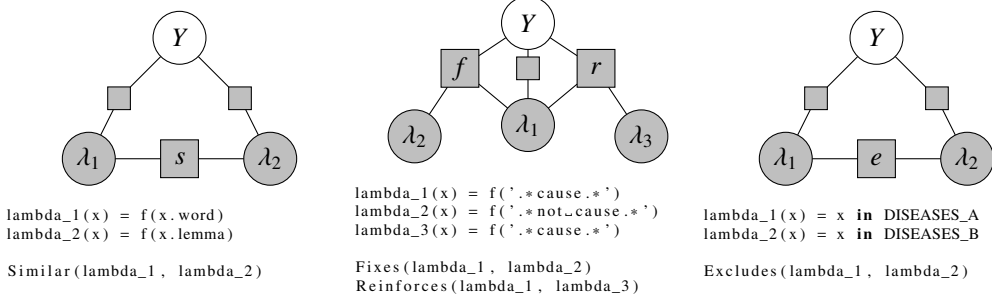 Y
λ1
s
λ2
lambda_1(x) = f(x.word)
lambda_2(x) = f(x.lemma)
Similar(lambda_1, lambda_2)
Y
f
r
λ2
λ1
λ3
lambda_1(x) = f('.*cause.*')
lambda_2(x) = f('.*not␣cause.*')
lambda_3(x) = f('.*cause.*')
Fixes(lambda_1, lambda_2)
Reinforces(lambda_1, lambda_3)
Y
λ1
e
λ2
lambda_1(x) = x in DISEASES_A
lambda_2(x) = x in DISEASES_B
Excludes(lambda_1, lambda_2)